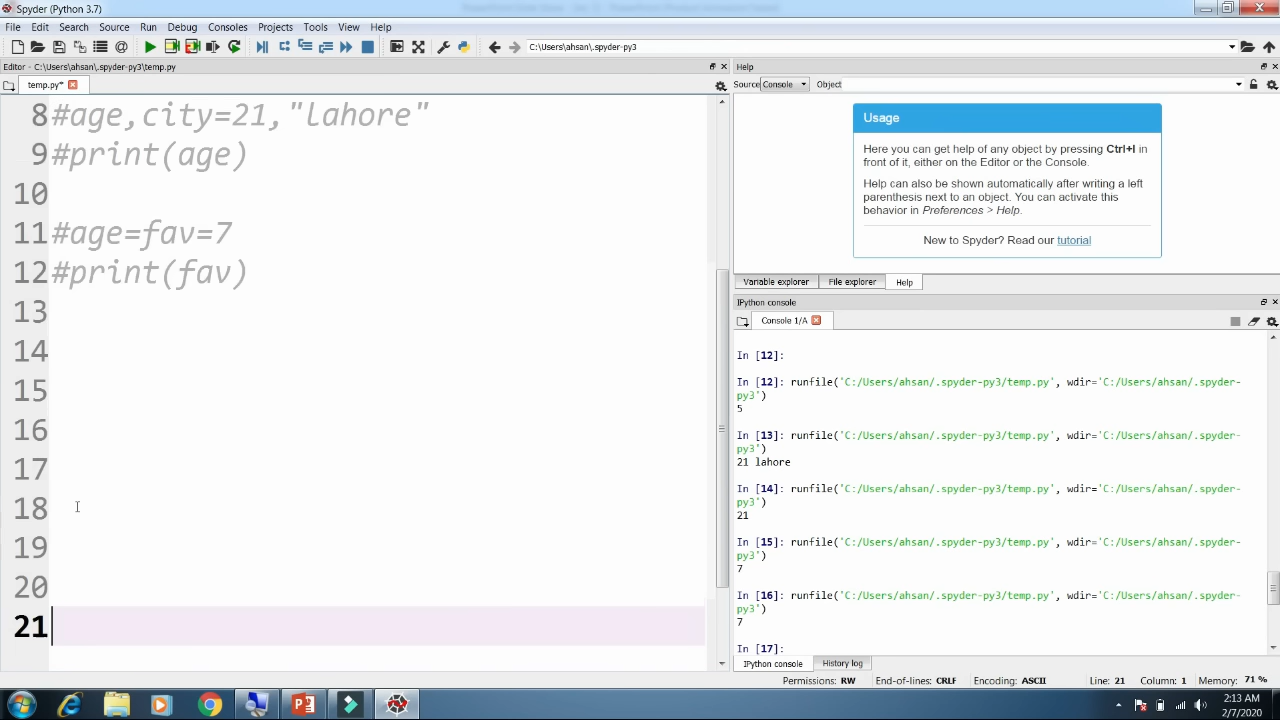 Spyder (Python 3.7)
File Edit Search Source Run Debug Consoles Projects Tools View Help
C:\Users\ahsan\.spyder-py3
Editor - C:\Users\ahsan\.spyder-py3\temp.py
temp.py*
8 #age,city=21,"lahore"
9 #print(age)
10
11 #age=fav=7
12 #print(fav)
13
14
15
16
17
18
19
20
21
Help
Source Console Object
Usage
Here you can get help of any object by pressing Ctrl+I in
front of it, either on the Editor or the Console.
Help can also be shown automatically after writing a left
parenthesis next to an object. You can activate this
behavior in Preferences > Help.
New to Spyder? Read our tutorial
Variable explorer File explorer Help
IPython console
Console 1/A
In [12]:
In [12]: runfile('C:/Users/ahsan/.spyder-py3/temp.py', wdir='C:/Users/ahsan/.spyder-
py3')
5
In [13]: runfile('C:/Users/ahsan/.spyder-py3/temp.py', wdir='C:/Users/ahsan/.spyder-
py3')
21 lahore
In [14]: runfile('C:/Users/ahsan/.spyder-py3/temp.py', wdir='C:/Users/ahsan/.spyder-
py3')
21
In [15]: runfile('C:/Users/ahsan/.spyder-py3/temp.py', wdir='C:/Users/ahsan/.spyder-
py3')
7
In [16]: runfile('C:/Users/ahsan/.spyder-py3/temp.py', wdir='C:/Users/ahsan/.spyder-
py3')
7
In [17]:
IPython console History log
Permissions: RW End-of-lines: CRLF Encoding: ASCII Line: 21 Column: 1 Memory: 71 %
2:13 AM
2/7/2020